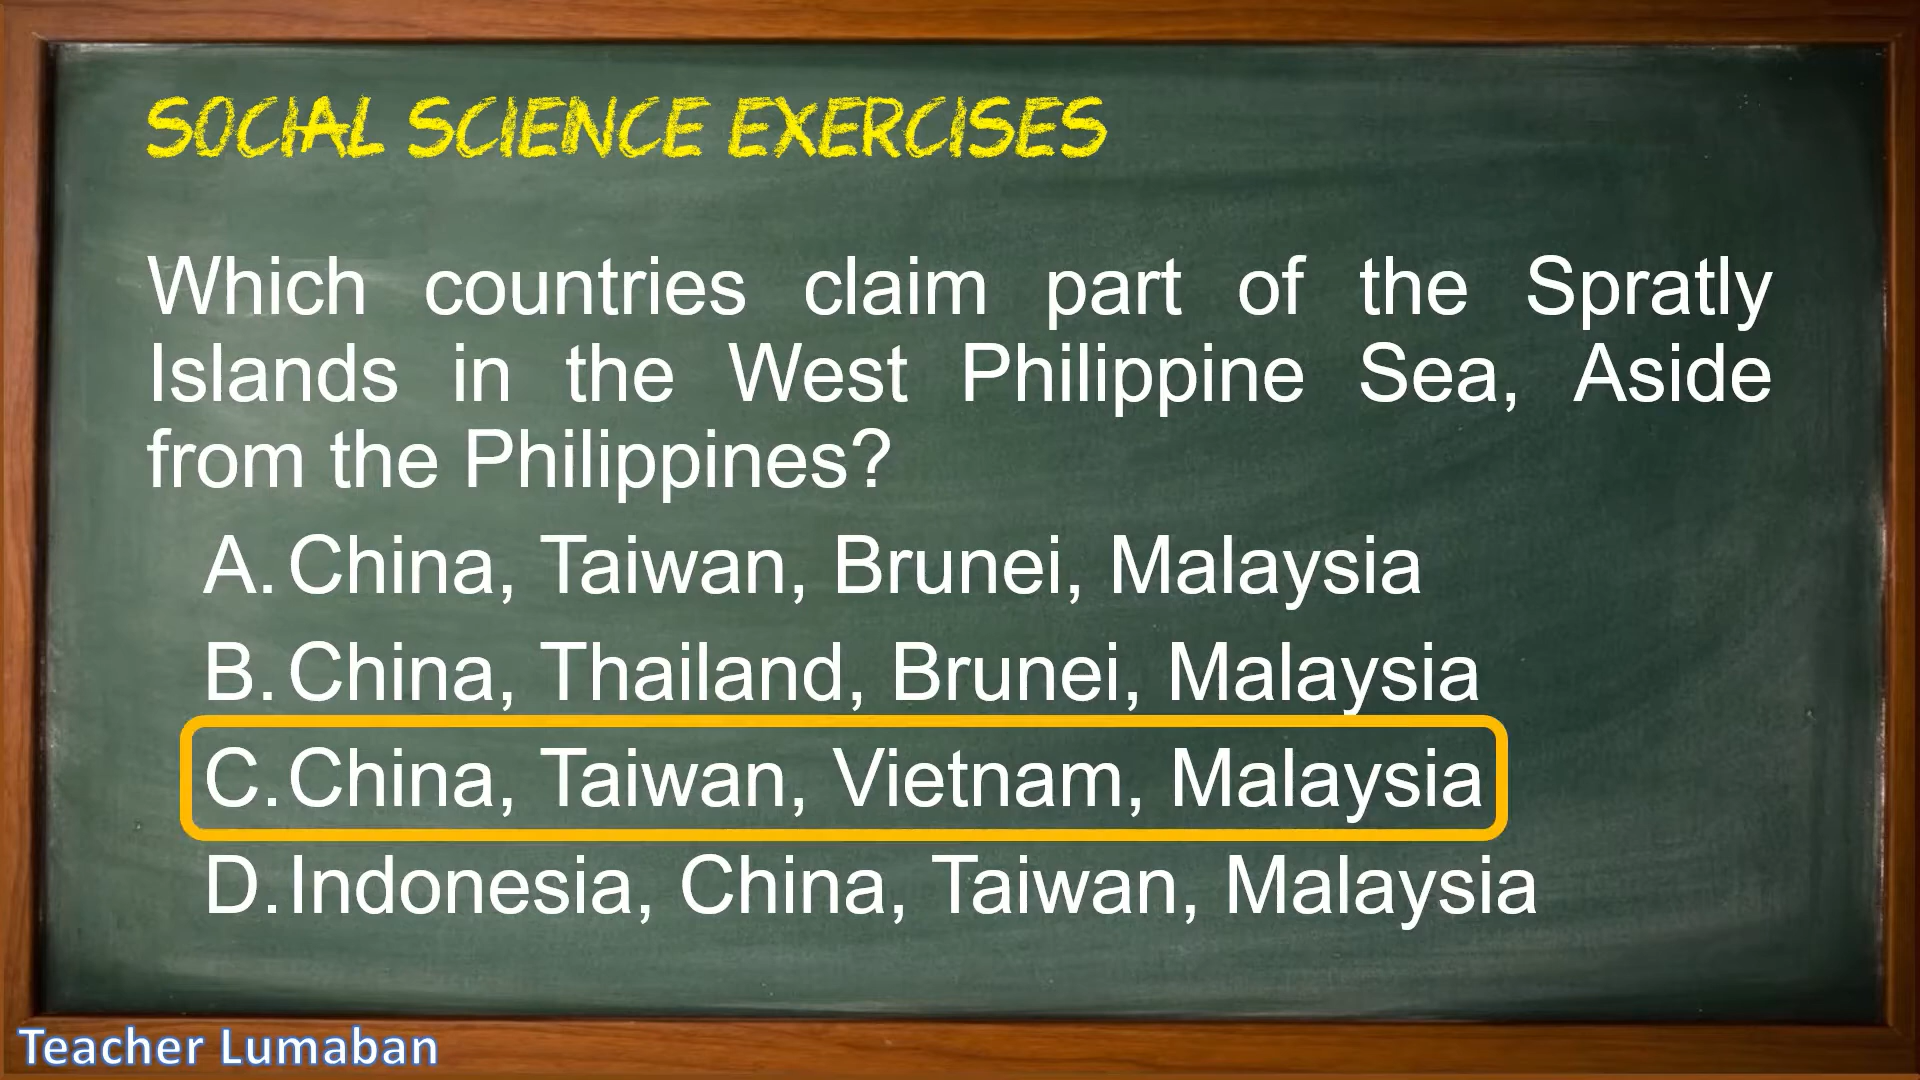 SOCIAL SCIENCE EXERCISES
Which countries claim part of the Spratly
Islands in the West Philippine Sea, Aside
from the Philippines?
A. China, Taiwan, Brunei, Malaysia
B. China, Thailand, Brunei, Malaysia
C. China, Taiwan, Vietnam, Malaysia
D. Indonesia, China, Taiwan, Malaysia
Teacher Lumaban